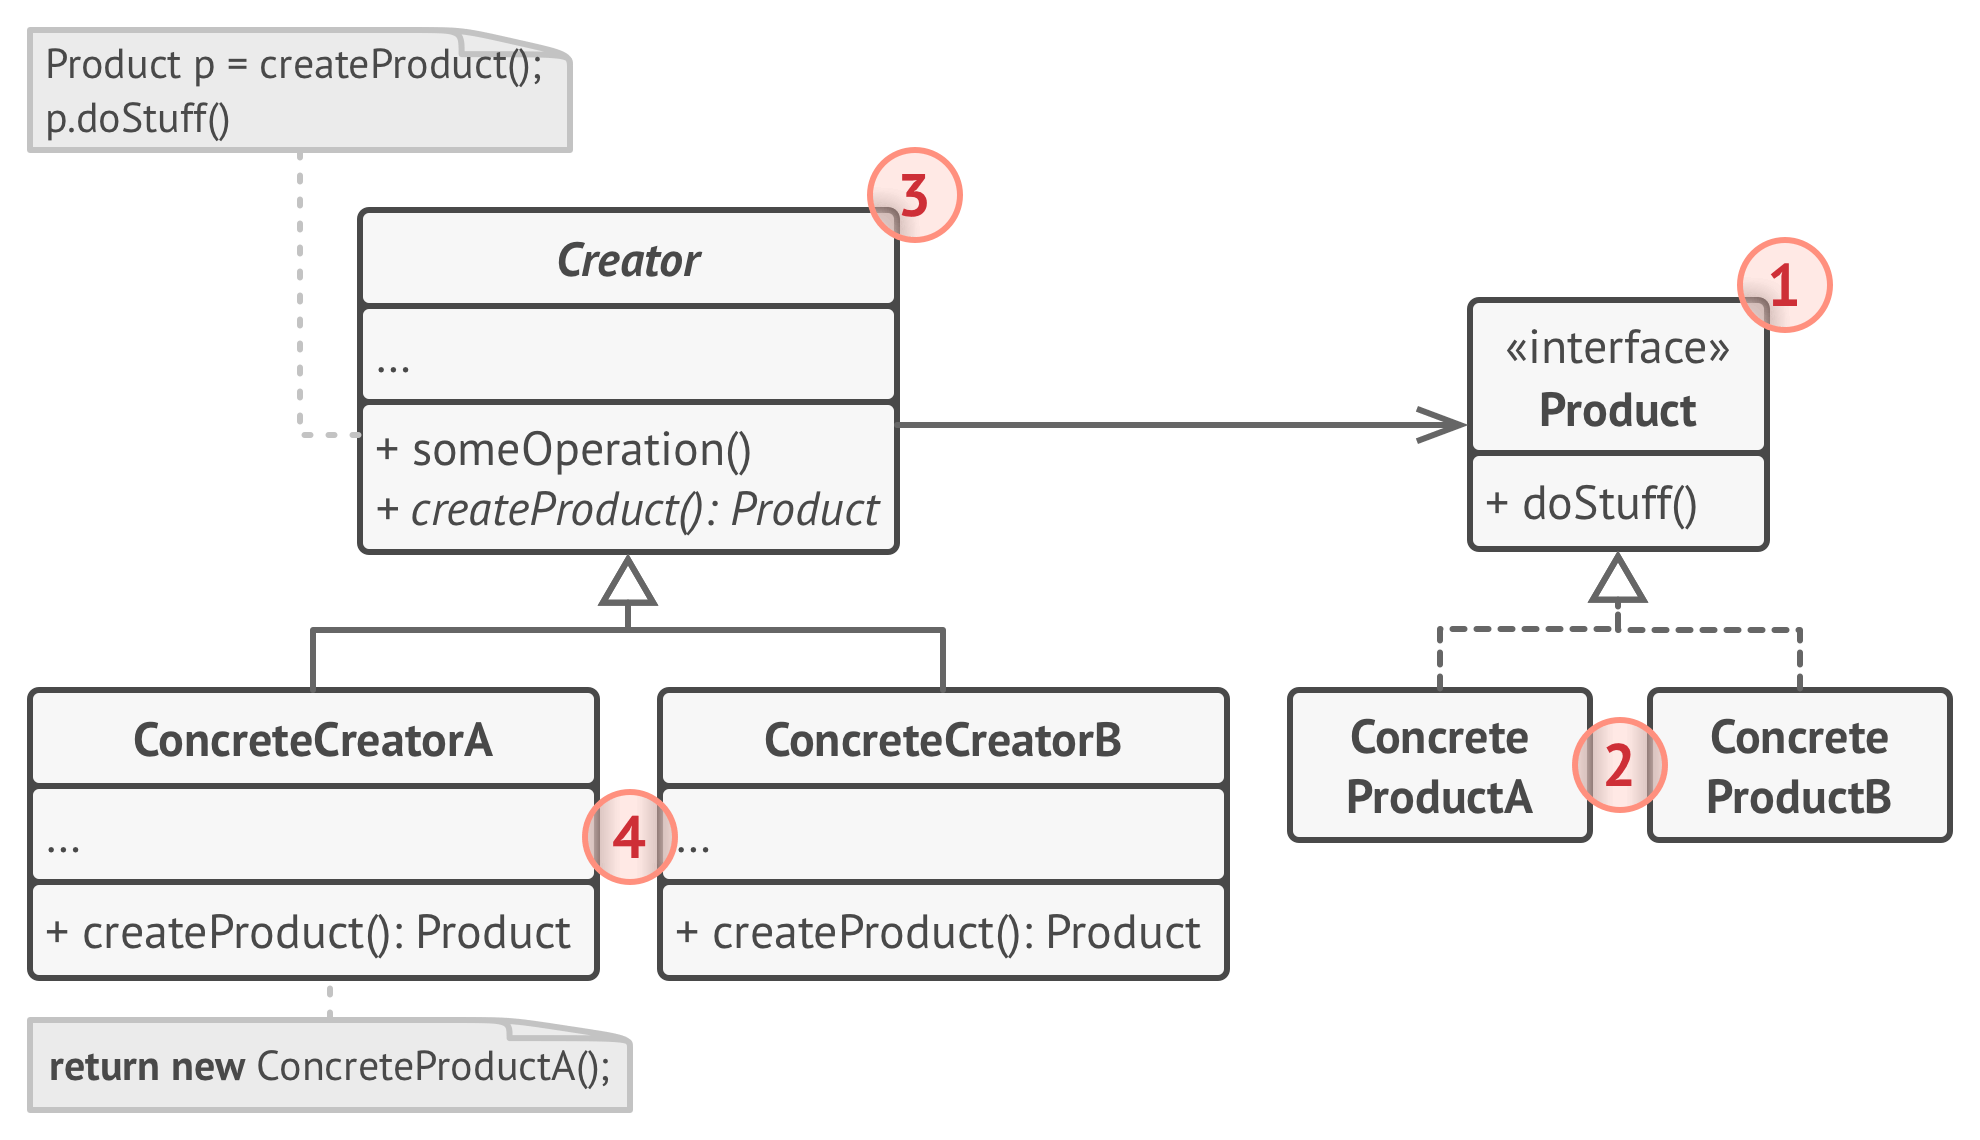 Product p = createProduct();
p.doStuff()
3
Creator
...
+ someOperation()
+ createProduct(): Product
1
«interface»
Product
+ doStuff()
ConcreteCreatorA
...
+ createProduct(): Product
4
ConcreteCreatorB
...
+ createProduct(): Product
Concrete
ProductA
2
Concrete
ProductB
return new ConcreteProductA();